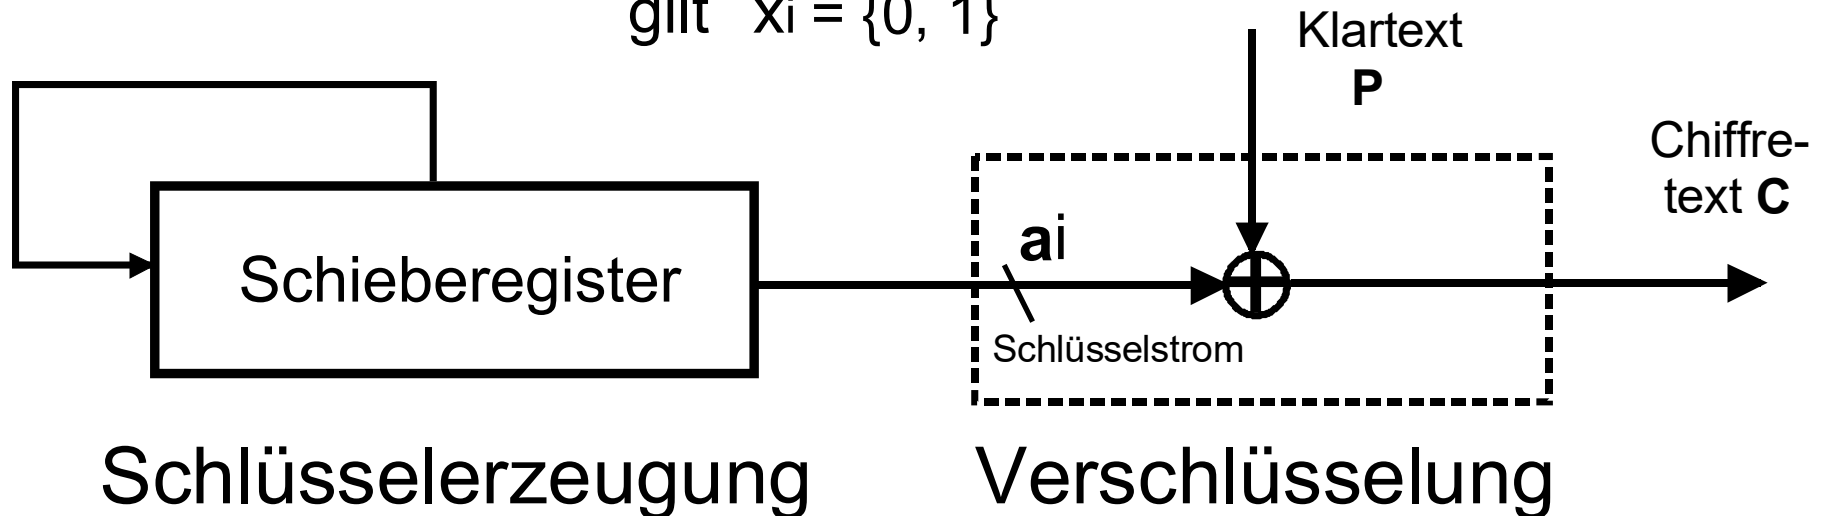 gilt xi = {0, 1}
Klartext
P
Chiffre-
text C
Schieberegister
ai
Schlüsselstrom
Schlüsselerzeugung
Verschlüsselung